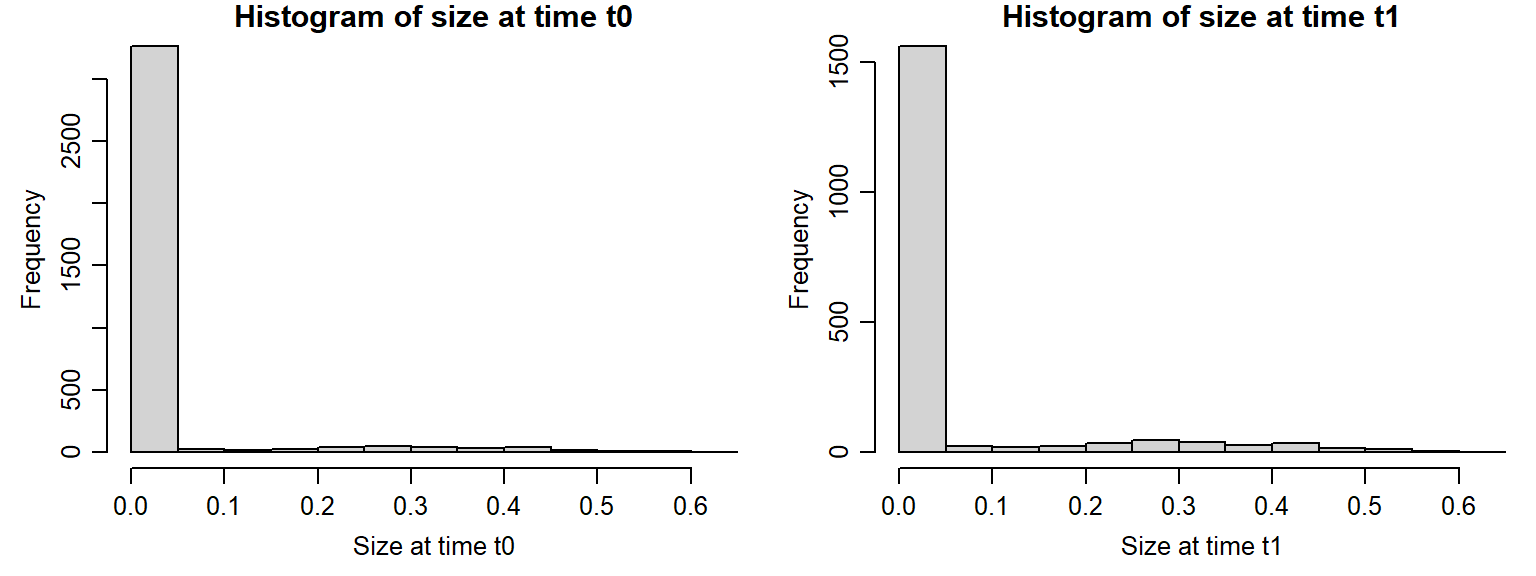 Histogram of size at time t0
Frequency
2500
1500
500
0
0.0 0.1 0.2 0.3 0.4 0.5 0.6
Size at time t0
Histogram of size at time t1
Frequency
1500
1000
500
0
0.0 0.1 0.2 0.3 0.4 0.5 0.6
Size at time t1